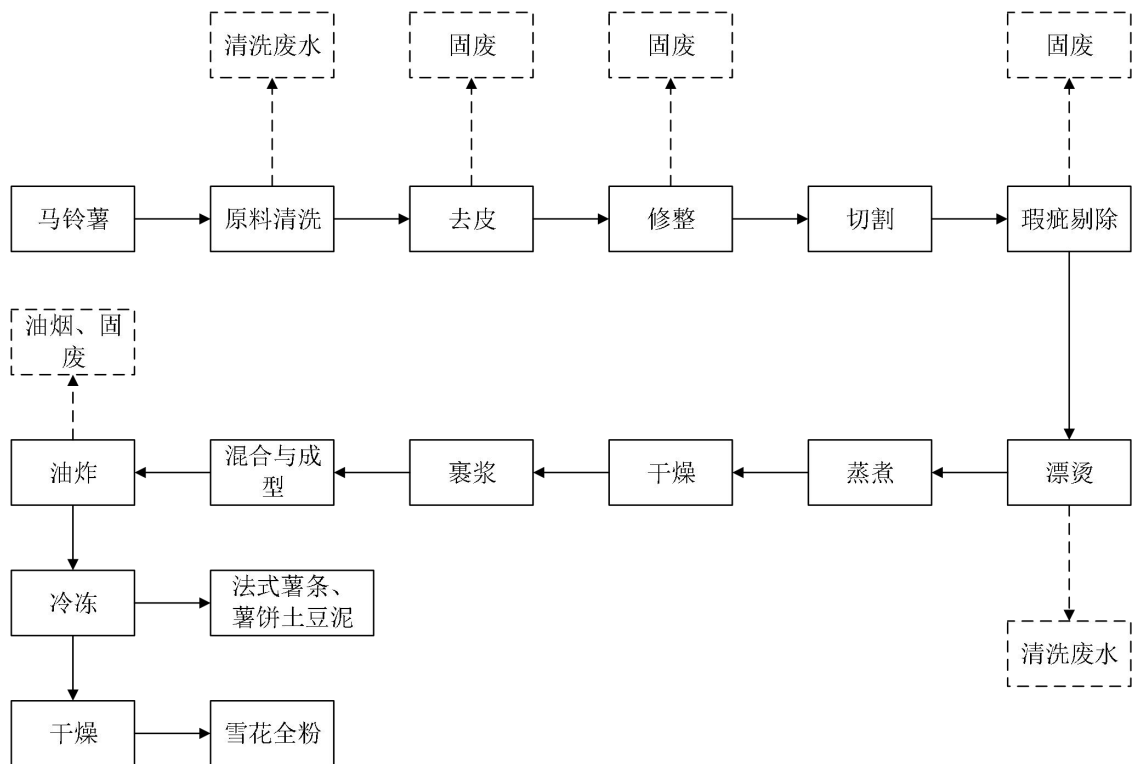 清洗废水
固废
固废
固废
马铃薯
原料清洗
去皮
修整
切割
瑕疵剔除
油烟、固
废
油炸
混合与成
型
裹浆
干燥
蒸煮
漂烫
冷冻
法式薯条、
薯饼土豆泥
清洗废水
干燥
雪花全粉